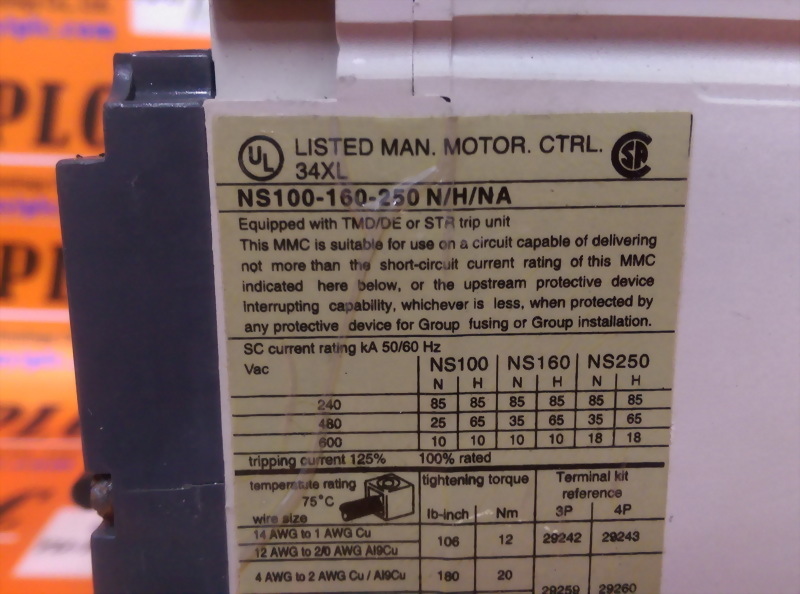 UL LISTED MAN. MOTOR. CTRL. SP
34XL
NS100-160-250 N/H/NA
Equipped with TMD/DE or STR trip unit
This MMC is suitable for use on a circuit capable of delivering
not more than the short-circuit current rating of this MMC
indicated here below, or the upstream protective device
interrupting capability, whichever is less, when protected by
any protective device for Group fusing or Group installation.
SC current rating kA 50/60 Hz
Vac NS100 NS160 NS250
N H N H N H
240 85 85 85 85 85 85
480 25 65 35 65 35 65
600 10 10 10 10 18 18
tripping current 125% 100% rated
temperature rating tightening torque Terminal kit
75°C reference
wire size lb-inch Nm 3P 4P
14 AWG to 1 AWG Cu 106 12 29242 29243
12 AWG to 2/0 AWG Al9Cu
4 AWG to 2 AWG Cu / Al9Cu 180 20
29259 29260